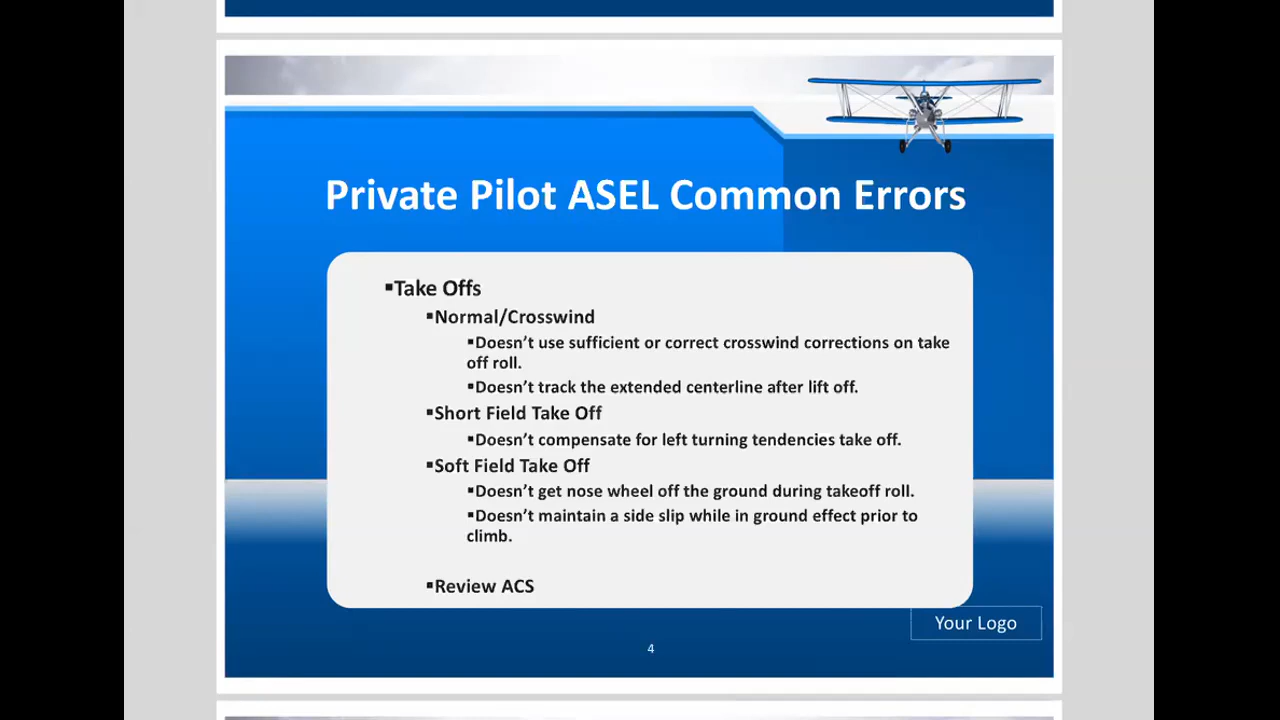 Private Pilot ASEL Common Errors
▪Take Offs
▪Normal/Crosswind
▪Doesn’t use sufficient or correct crosswind corrections on take
off roll.
▪Doesn’t track the extended centerline after lift off.
▪Short Field Take Off
▪Doesn’t compensate for left turning tendencies take off.
▪Soft Field Take Off
▪Doesn’t get nose wheel off the ground during takeoff roll.
▪Doesn’t maintain a side slip while in ground effect prior to
climb.
▪Review ACS
Your Logo
4